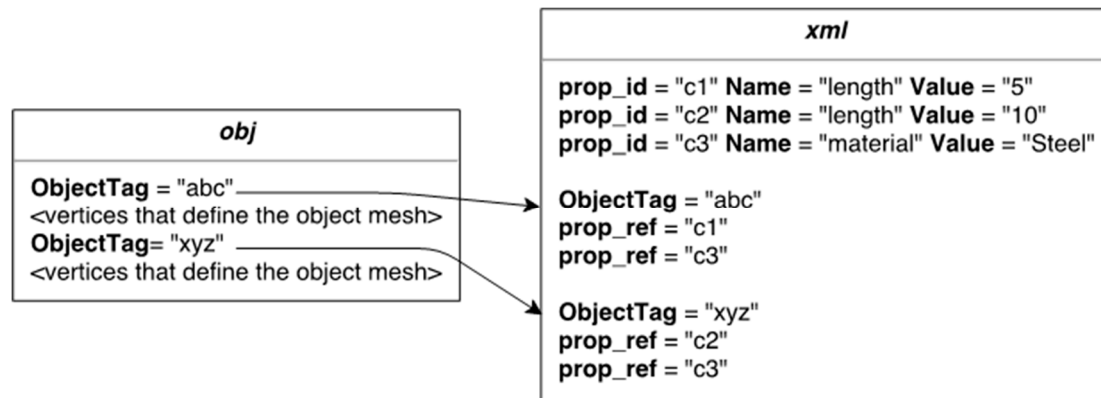 obj
ObjectTag = "abc"
<vertices that define the object mesh>
ObjectTag= "xyz"
<vertices that define the object mesh>
xml
prop_id = "c1" Name = "length" Value = "5"
prop_id = "c2" Name = "length" Value = "10"
prop_id = "c3" Name = "material" Value = "Steel"
ObjectTag = "abc"
prop_ref = "c1"
prop_ref = "c3"
ObjectTag = "xyz"
prop_ref = "c2"
prop_ref = "c3"